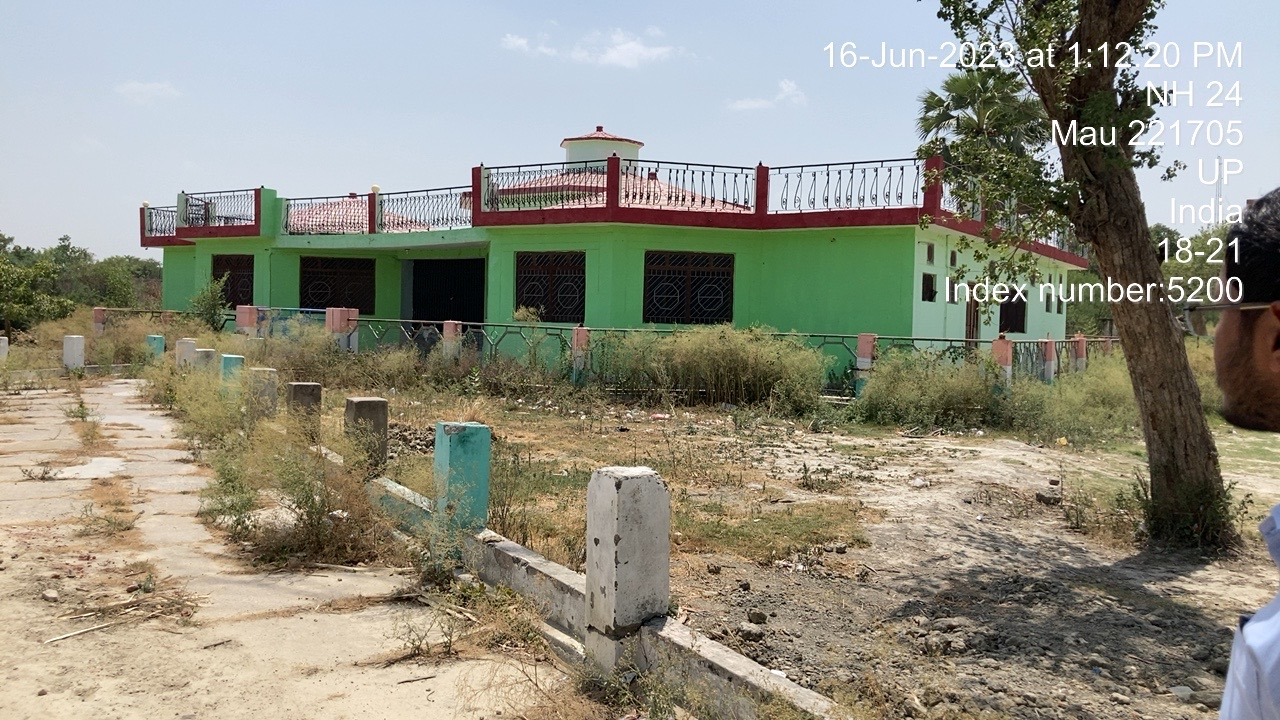 16-Jun-2023 at 1:12:20 PM
NH 24
Mau 221705
UP
India
18-21
Index number:5200